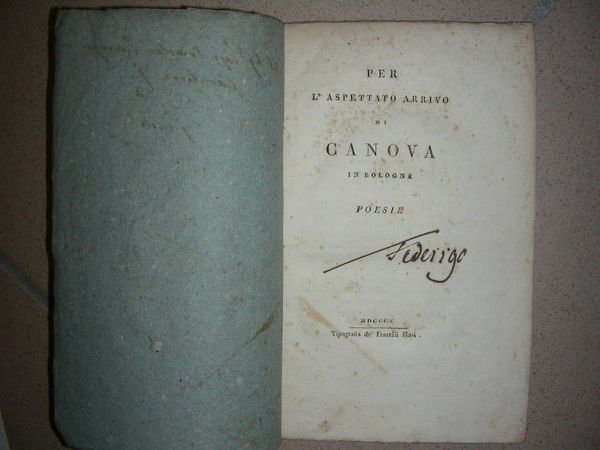 PER
L' ASPETTATO ARRIVO
DI
CANOVA
IN BOLOGNA
POESIE
Federigo
MDCCCX
Tipografia de' Fratelli Masi.